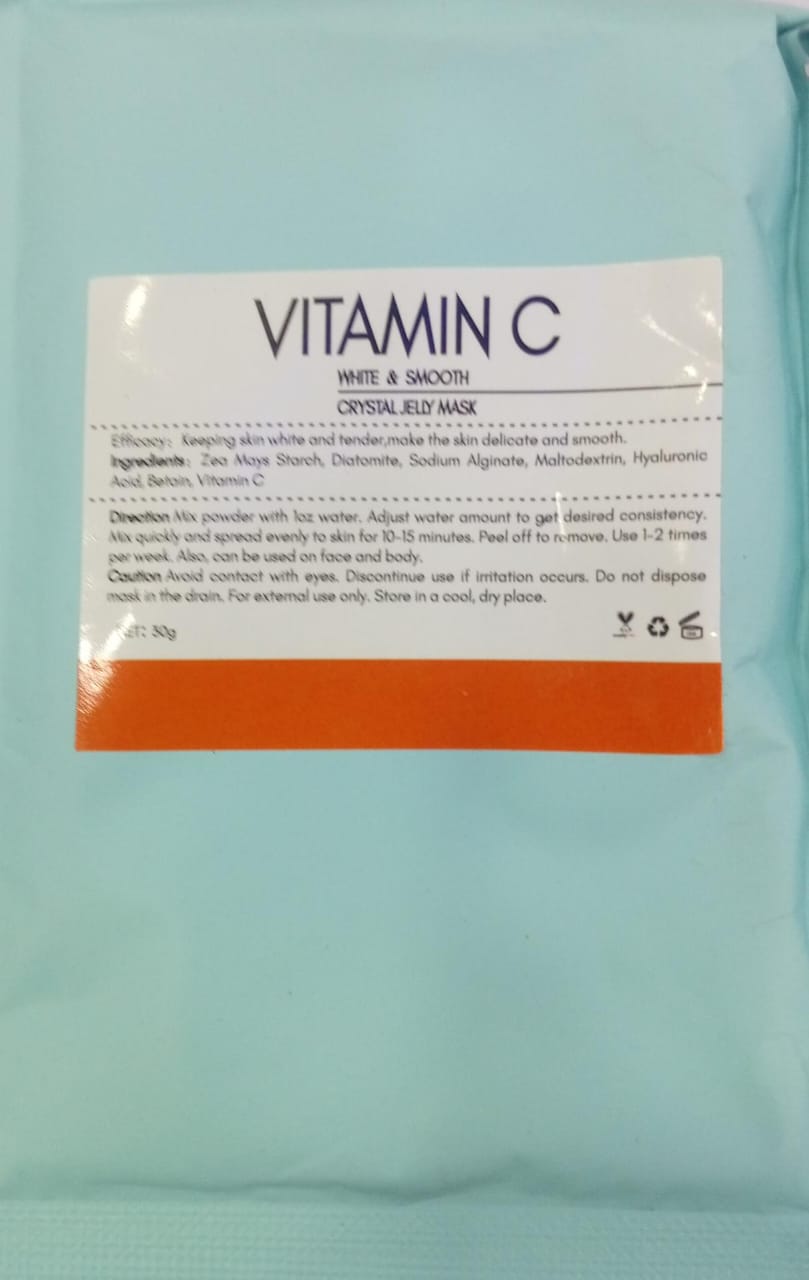 VITAMIN C
WHITE & SMOOTH
CRYSTAL JELLY MASK
Efficacy: Keeping skin white and tender,make the skin delicate and smooth.
Ingredients: Zea Mays Starch, Diatomite, Sodium Alginate, Maltodextrin, Hyaluronic
Acid, Betain, Vitamin C
Direction Mix powder with 1oz water. Adjust water amount to get desired consistency.
Mix quickly and spread evenly to skin for 10-15 minutes. Peel off to remove. Use 1-2 times
per week. Also, can be used on face and body.
Caution Avoid contact with eyes. Discontinue use if irritation occurs. Do not dispose
mask in the drain. For external use only. Store in a cool, dry place.
NET: 30g